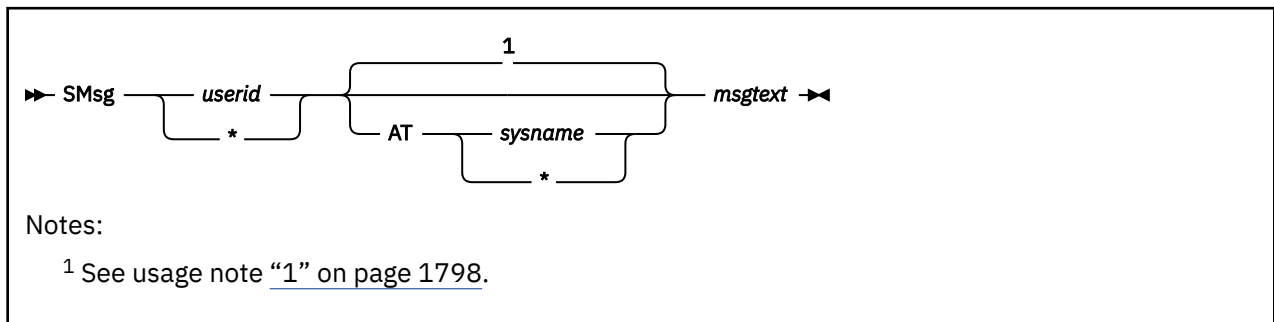 1
SMsg userid msgtext
* AT sysname
*
Notes:
1 See usage note “1” on page 1798.